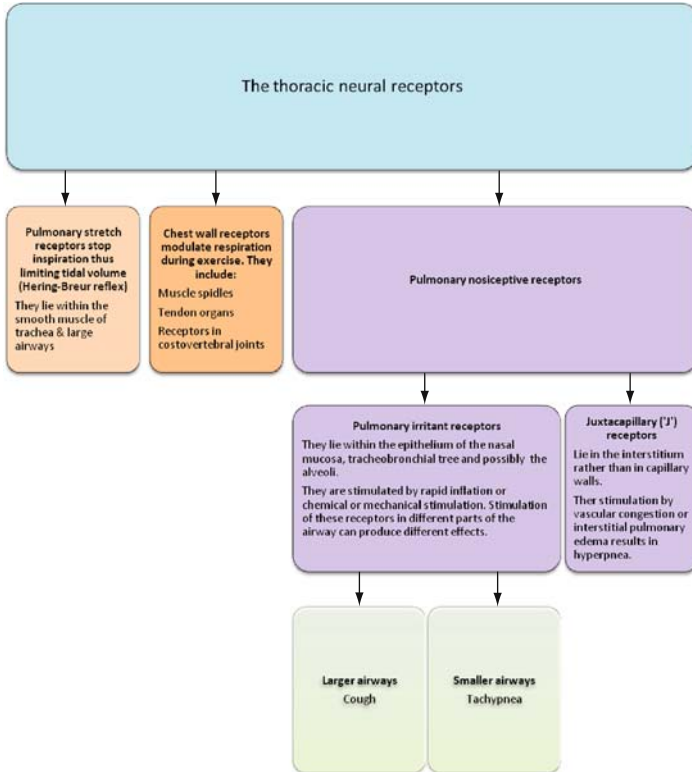 The thoracic neural receptors
Pulmonary stretch
receptors stop
inspiration thus
limiting tidal volume
(Hering-Breur reflex)
They lie within the
smooth muscle of
trachea & large
airways
Chest wall receptors
modulate respiration
during exercise. They
include:
Muscle spidles
Tendon organs
Receptors in
costovertebral joints
Pulmonary nosiceptive receptors
Pulmonary irritant receptors
They lie within the epithelium of the nasal
mucosa, tracheobronchial tree and possibly the
alveoli.
They are stimulated by rapid inflation or
chemical or mechanical stimulation. Stimulation
of these receptors in different parts of the
airway can produce different effects.
Juxtacapillary ('J')
receptors
Lie in the interstitium
rather than in capillary
walls.
Ther stimulation by
vascular congestion or
interstitial pulmonary
edema results in
hyperpnea.
Larger airways
Cough
Smaller airways
Tachypnea